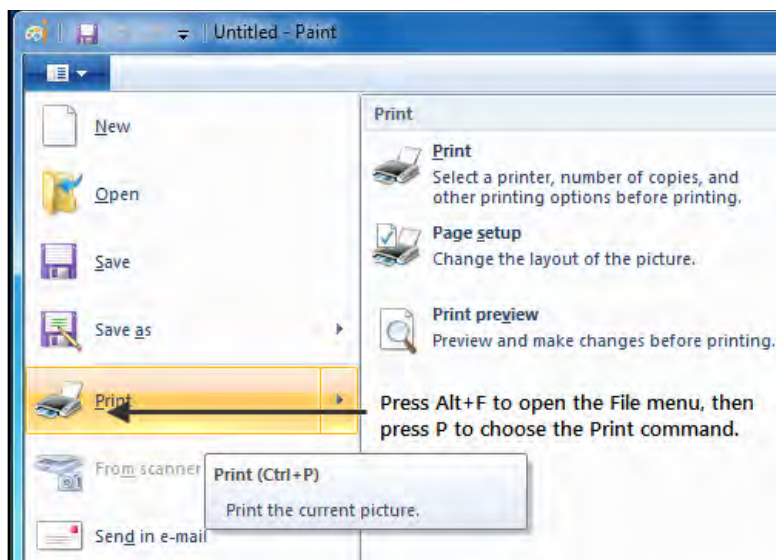 Untitled - Paint
New
Open
Save
Save as
Print
From scanner
Send in e-mail
Print
Print
Select a printer, number of copies, and
other printing options before printing.
Page setup
Change the layout of the picture.
Print preview
Preview and make changes before printing.
Press Alt+F to open the File menu, then
press P to choose the Print command.
Print (Ctrl+P)
Print the current picture.